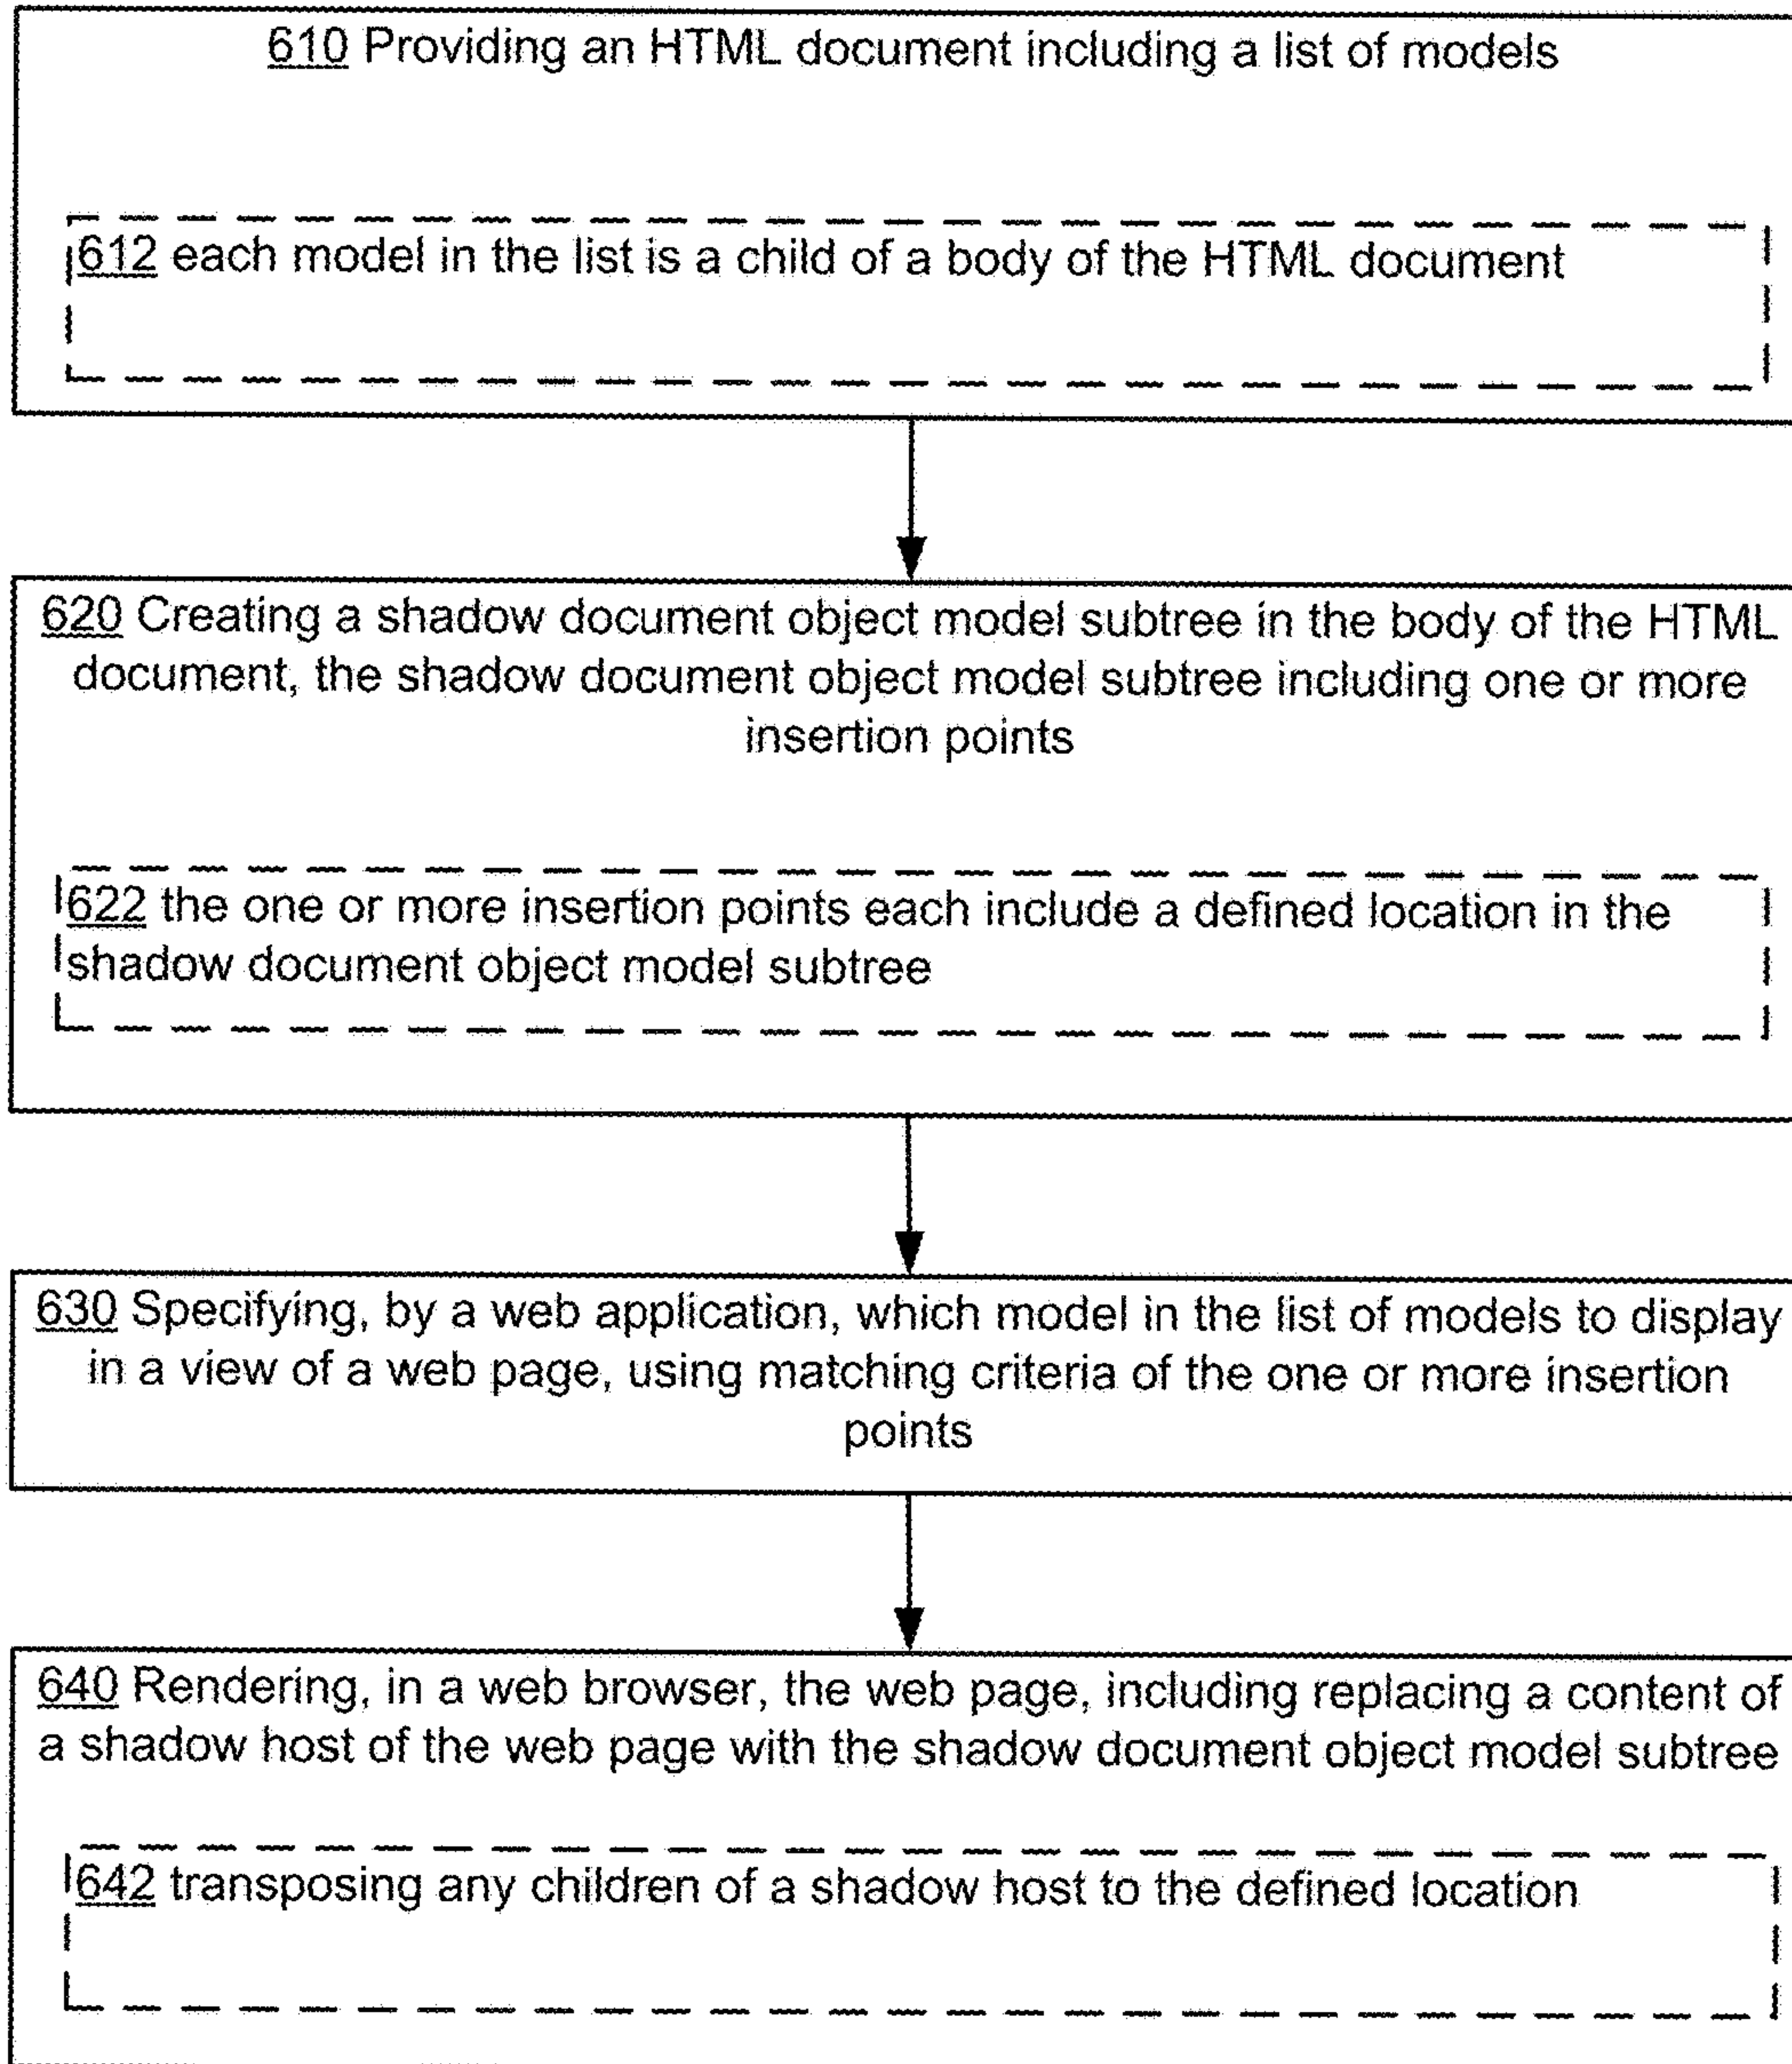 610 Providing an HTML document including a list of models
612 each model in the list is a child of a body of the HTML document
620 Creating a shadow document object model subtree in the body of the HTML
document, the shadow document object model subtree including one or more
insertion points
622 the one or more insertion points each include a defined location in the
shadow document object model subtree
630 Specifying, by a web application, which model in the list of models to display
in a view of a web page, using matching criteria of the one or more insertion
points
640 Rendering, in a web browser, the web page, including replacing a content of
a shadow host of the web page with the shadow document object model subtree
642 transposing any children of a shadow host to the defined location